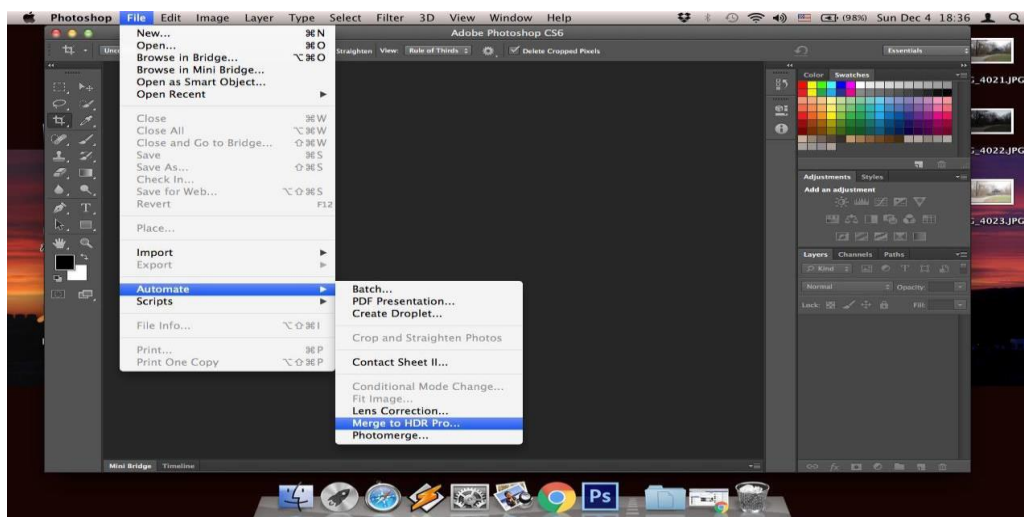 Photoshop File Edit Image Layer Type Select Filter 3D View Window Help (98%) Sun Dec 4 18:36
Adobe Photoshop CS6
Straighten View: Rule of Thirds Delete Cropped Pixels Essentials
New... ⌘N
Open... ⌘O
Browse in Bridge... ⌥⌘O
Browse in Mini Bridge...
Open as Smart Object...
Open Recent
Close ⌘W
Close All ⌥⌘W
Close and Go to Bridge... ⇧⌘W
Save ⌘S
Save As... ⇧⌘S
Check In...
Save for Web... ⌥⇧⌘S
Revert F12
Place...
Import
Export
Automate
Scripts
File Info... ⌥⇧⌘I
Print... ⌘P
Print One Copy ⌥⇧⌘P
Batch...
PDF Presentation...
Create Droplet...
Crop and Straighten Photos
Contact Sheet II...
Conditional Mode Change...
Fit Image...
Lens Correction...
Merge to HDR Pro...
Photomerge...
Color Swatches
Adjustments Styles
Add an adjustment
Layers Channels Paths
Kind
Normal Opacity:
Lock: Fill:
_4021.JPG
_4022.JPG
_4023.JPG
Mini Bridge Timeline
Ps